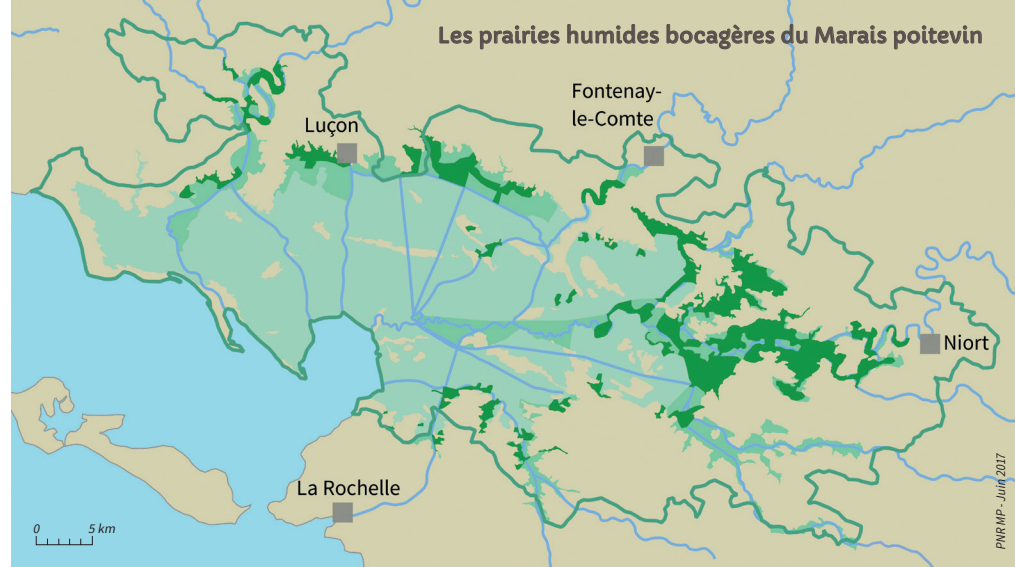 Les prairies humides bocagères du Marais poitevin
Fontenay-
le-Comte
Luçon
Niort
La Rochelle
0 5 km
PNR MP - Juin 2017